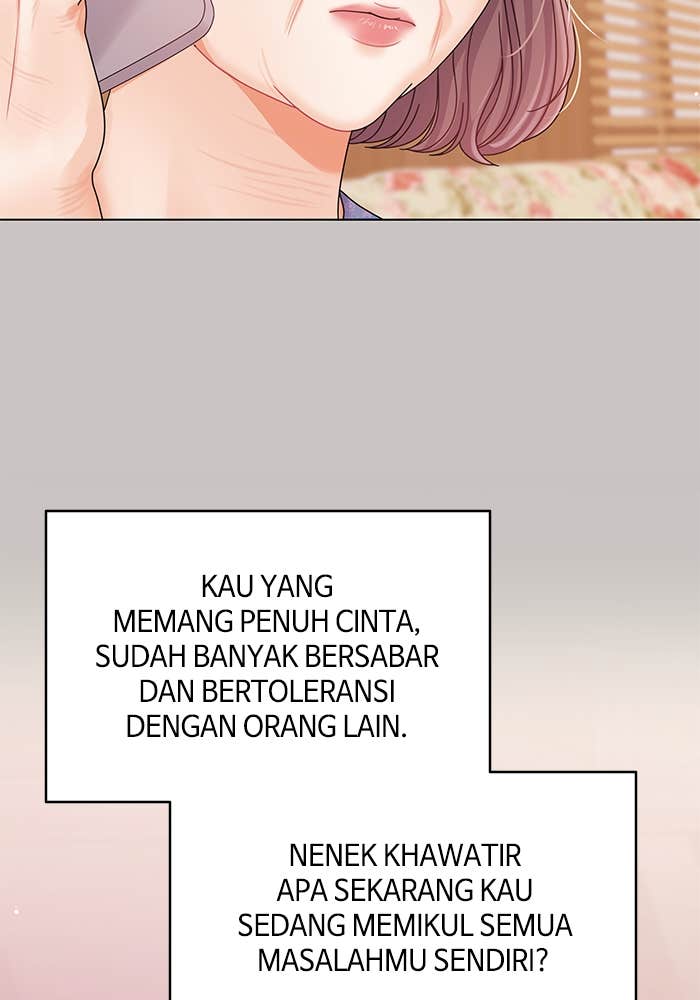 KAU YANG
MEMANG PENUH CINTA,
SUDAH BANYAK BERSABAR
DAN BERTOLERANSI
DENGAN ORANG LAIN.
NENEK KHAWATIR
APA SEKARANG KAU
SEDANG MEMIKUL SEMUA
MASALAHMU SENDIRI?